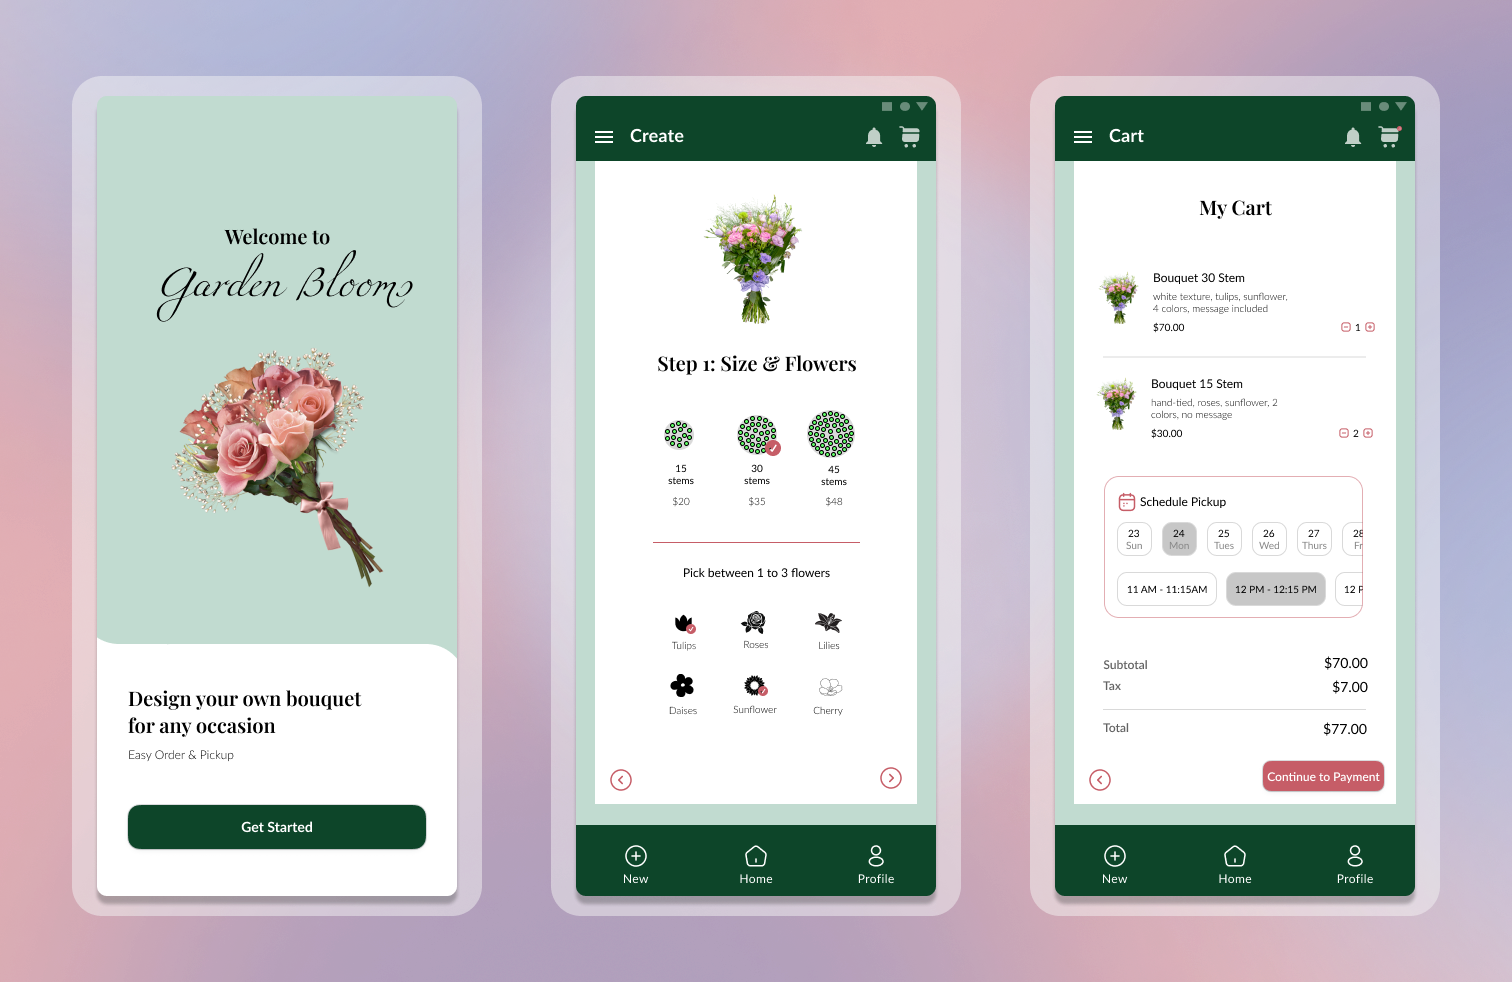 Welcome to
Garden Blooms
Design your own bouquet
for any occasion
Easy Order & Pickup
Get Started
Create
Step 1: Size & Flowers
15
stems
$20
30
stems
$35
45
stems
$48
Pick between 1 to 3 flowers
Tulips
Roses
Lilies
Daises
Sunflower
Cherry
New
Home
Profile
Cart
My Cart
Bouquet 30 Stem
white texture, tulips, sunflower,
4 colors, message included
$70.00
1
Bouquet 15 Stem
hand-tied, roses, sunflower, 2
colors, no message
$30.00
2
Schedule Pickup
23
Sun
24
Mon
25
Tues
26
Wed
27
Thurs
28
Fr
11 AM - 11:15AM
12 PM - 12:15 PM
12 P
Subtotal
$70.00
Tax
$7.00
Total
$77.00
Continue to Payment
New
Home
Profile